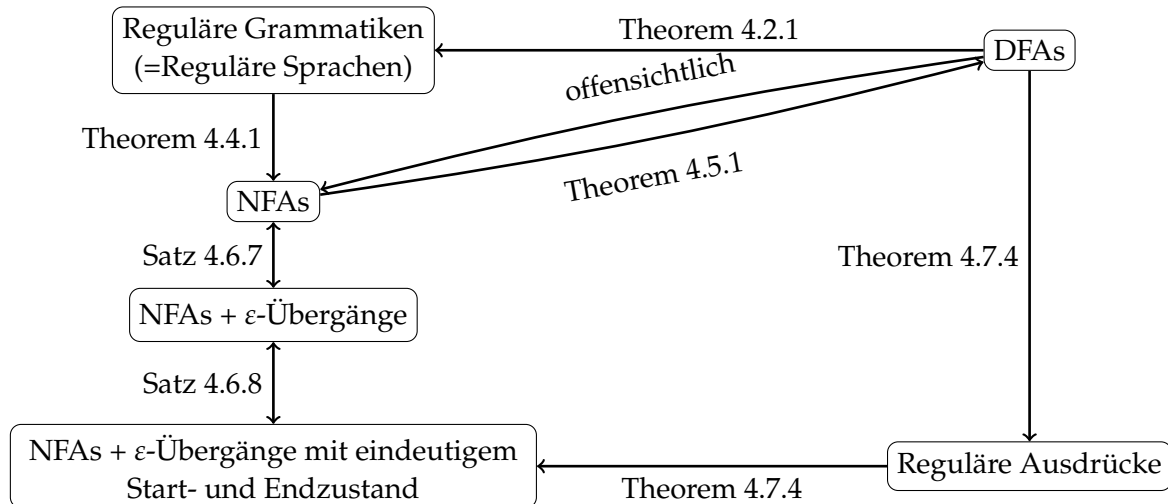 Reguläre Grammatiken
(=Reguläre Sprachen)
Theorem 4.2.1
DFAs
offensichtlich
Theorem 4.4.1
Theorem 4.5.1
NFAs
Satz 4.6.7
Theorem 4.7.4
NFAs + ε-Übergänge
Satz 4.6.8
NFAs + ε-Übergänge mit eindeutigem
Start- und Endzustand
Theorem 4.7.4
Reguläre Ausdrücke